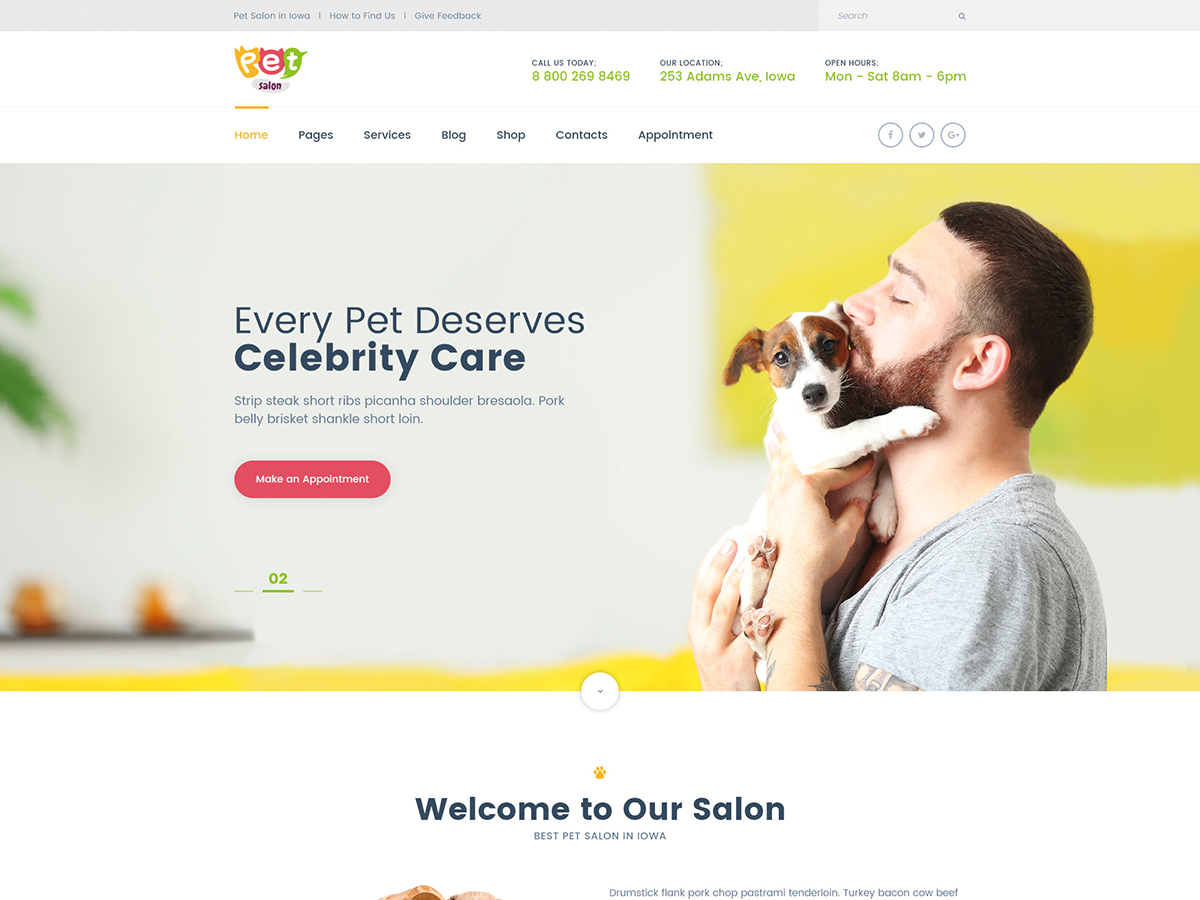 Pet Salon in Iowa | How to Find Us | Give Feedback
Search
Pet
salon
CALL US TODAY:
8 800 269 8469
OUR LOCATION:
253 Adams Ave, Iowa
OPEN HOURS:
Mon - Sat 8am - 6pm
Home Pages Services Blog Shop Contacts Appointment
f G+
Every Pet Deserves
Celebrity Care
Strip steak short ribs picanha shoulder bresaola. Pork
belly brisket shankle short loin.
Make an Appointment
02
Welcome to Our Salon
BEST PET SALON IN IOWA
Drumstick flank pork chop pastrami tenderloin. Turkey bacon cow beef